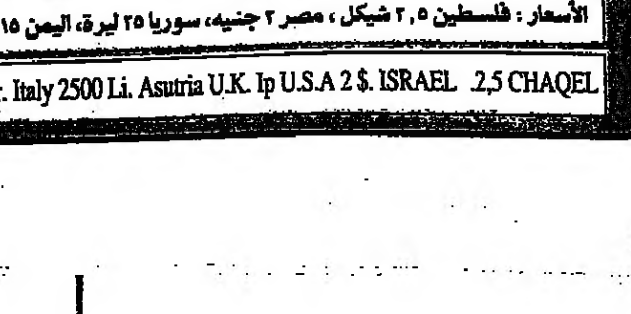 الأسعار : فلسطين ٢,٥ شيكل ، مصر ٢ جنيه، سوريا ٢٥ ليرة، اليمن ١٥
. Italy 2500 Li. Asutria U.K. Ip U.S.A 2 $. ISRAEL .2,5 CHAQEL